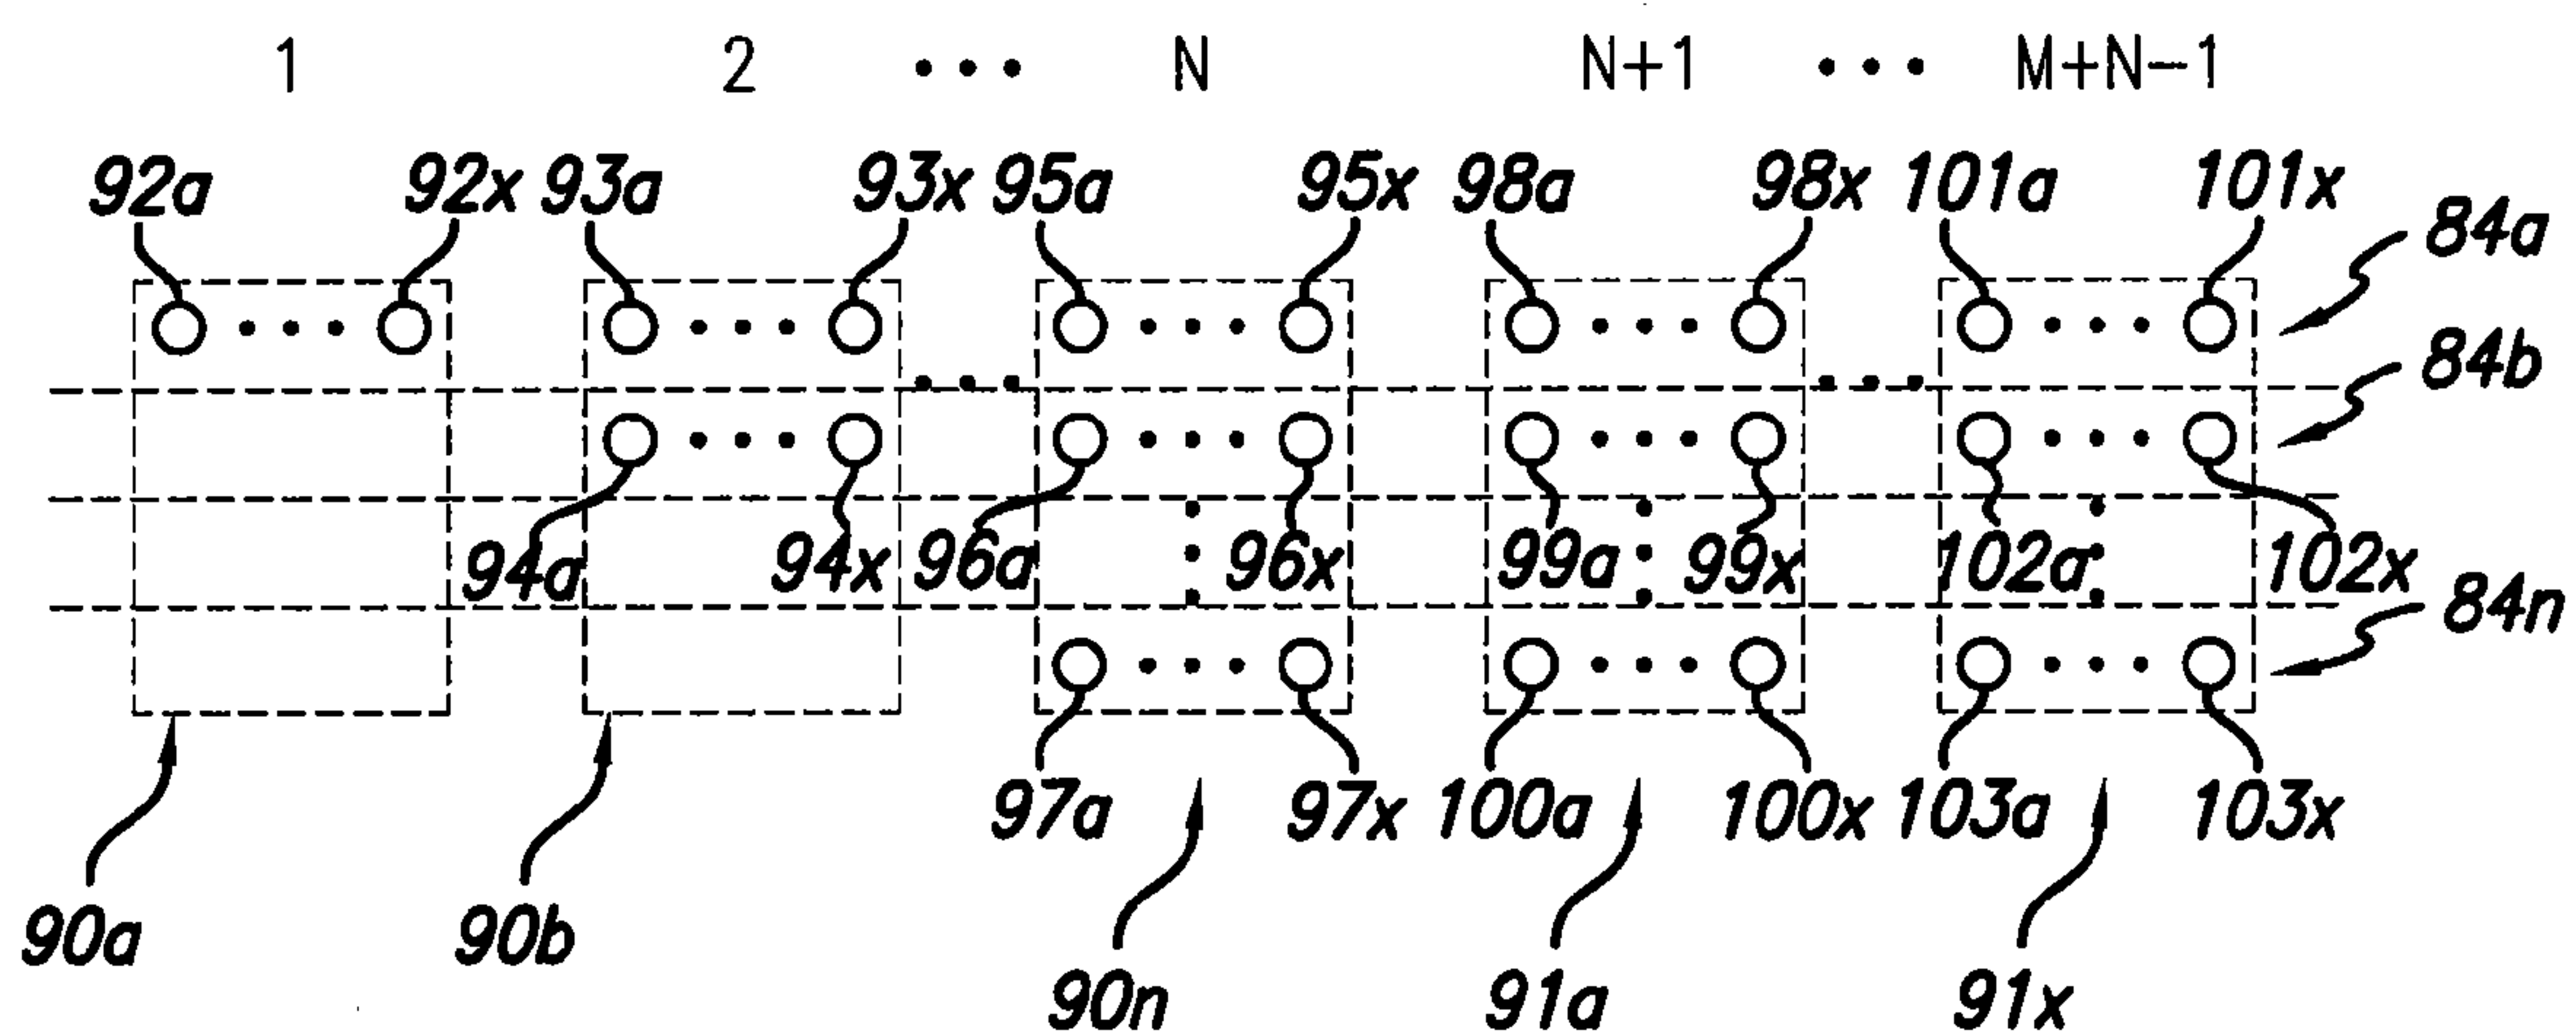 1 2 ... N N+1 ... M+N-1
92a 92x 93a 93x 95a 95x 98a 98x 101a 101x
84a
84b
94a 94x 96a 96x 99a 99x 102a 102x
84n
97a 97x 100a 100x 103a 103x
90a 90b
90n 91a 91x